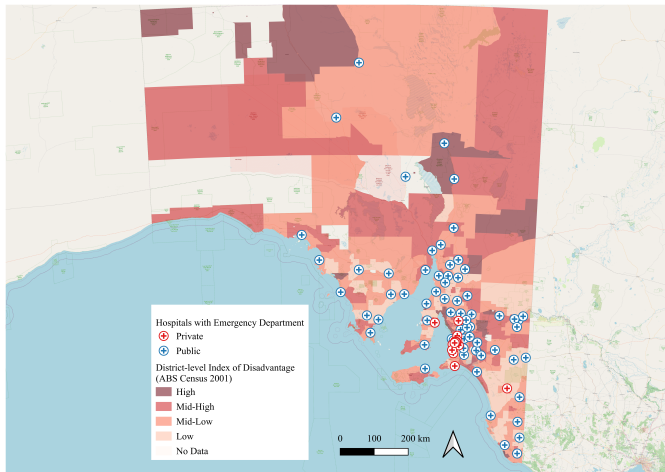 Hospitals with Emergency Department
Private
Public
District-level Index of Disadvantage
(ABS Census 2001)
High
Mid-High
Mid-Low
Low
No Data
0 100 200 km